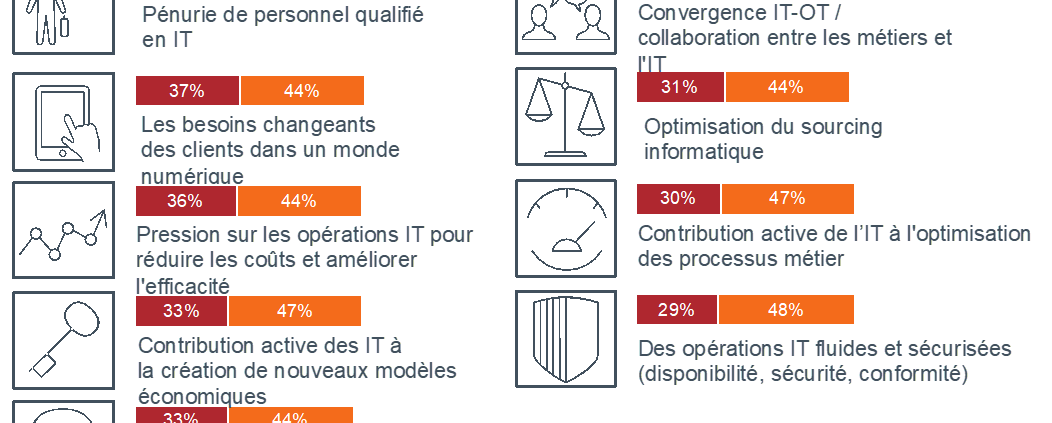 Pénurie de personnel qualifié
en IT
37% 44%
Les besoins changeants
des clients dans un monde
numérique
36% 44%
Pression sur les opérations IT pour
réduire les coûts et améliorer
l'efficacité
33% 47%
Contribution active des IT à
la création de nouveaux modèles
économiques
33% 44%
Convergence IT-OT /
collaboration entre les métiers et
l'IT
31% 44%
Optimisation du sourcing
informatique
30% 47%
Contribution active de l’IT à l'optimisation
des processus métier
29% 48%
Des opérations IT fluides et sécurisées
(disponibilité, sécurité, conformité)